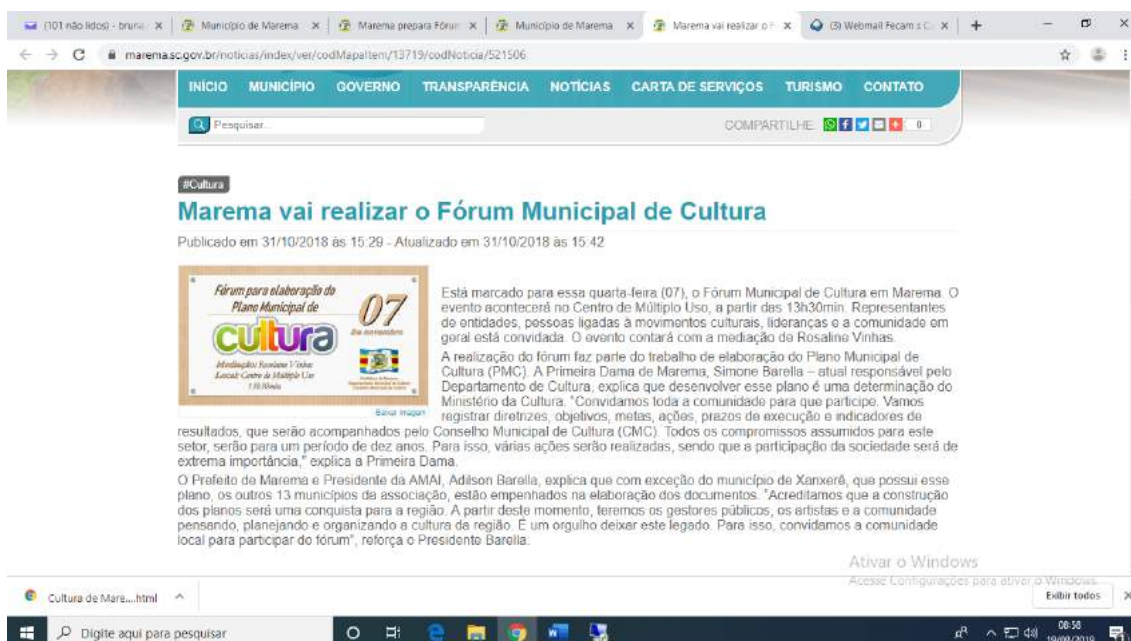 (101 não lidos) - bruna
Município de Marema
Marema prepara Fórum
Município de Marema
Marema vai realizar o F
(3) Webmail Fecam :: C
marema.sc.gov.br/noticias/index/ver/codMapaItem/13719/codNoticia/521506
INÍCIO MUNICÍPIO GOVERNO TRANSPARÊNCIA NOTÍCIAS CARTA DE SERVIÇOS TURISMO CONTATO
Pesquisar...
COMPARTILHE: 0
#Cultura
Marema vai realizar o Fórum Municipal de Cultura
Publicado em 31/10/2018 às 15:29 - Atualizado em 31/10/2018 às 15:42
Fórum para elaboração do
Plano Municipal de
cultura
07
de novembro
Mediação: Rosaline Vinhas
Local: Centro de Múltiplo Uso
13:30min
Baixar Imagem
Está marcado para essa quarta-feira (07), o Fórum Municipal de Cultura em Marema. O
evento acontecerá no Centro de Múltiplo Uso, a partir das 13h30min. Representantes
de entidades, pessoas ligadas à movimentos culturais, lideranças e a comunidade em
geral está convidada. O evento contará com a mediação de Rosaline Vinhas.
A realização do fórum faz parte do trabalho de elaboração do Plano Municipal de
Cultura (PMC). A Primeira Dama de Marema, Simone Barella – atual responsável pelo
Departamento de Cultura, explica que desenvolver esse plano é uma determinação do
Ministério da Cultura. "Convidamos toda a comunidade para que participe. Vamos
registrar diretrizes, objetivos, metas, ações, prazos de execução e indicadores de
resultados, que serão acompanhados pelo Conselho Municipal de Cultura (CMC). Todos os compromissos assumidos para este
setor, serão para um período de dez anos. Para isso, várias ações serão realizadas, sendo que a participação da sociedade será de
extrema importância," explica a Primeira Dama.
O Prefeito de Marema e Presidente da AMAI, Adilson Barella, explica que com exceção do município de Xanxerê, que possui esse
plano, os outros 13 municípios da associação, estão empenhados na elaboração dos documentos. "Acreditamos que a construção
dos planos será uma conquista para a região. A partir deste momento, teremos os gestores públicos, os artistas e a comunidade
pensando, planejando e organizando a cultura da região. É um orgulho deixar este legado. Para isso, convidamos a comunidade
local para participar do fórum", reforça o Presidente Barella.
Ativar o Windows
Acesse Configurações para ativar o Windows.
Cultura de Mare....html
Exibir todos
Digite aqui para pesquisar
08:58
19/09/2019